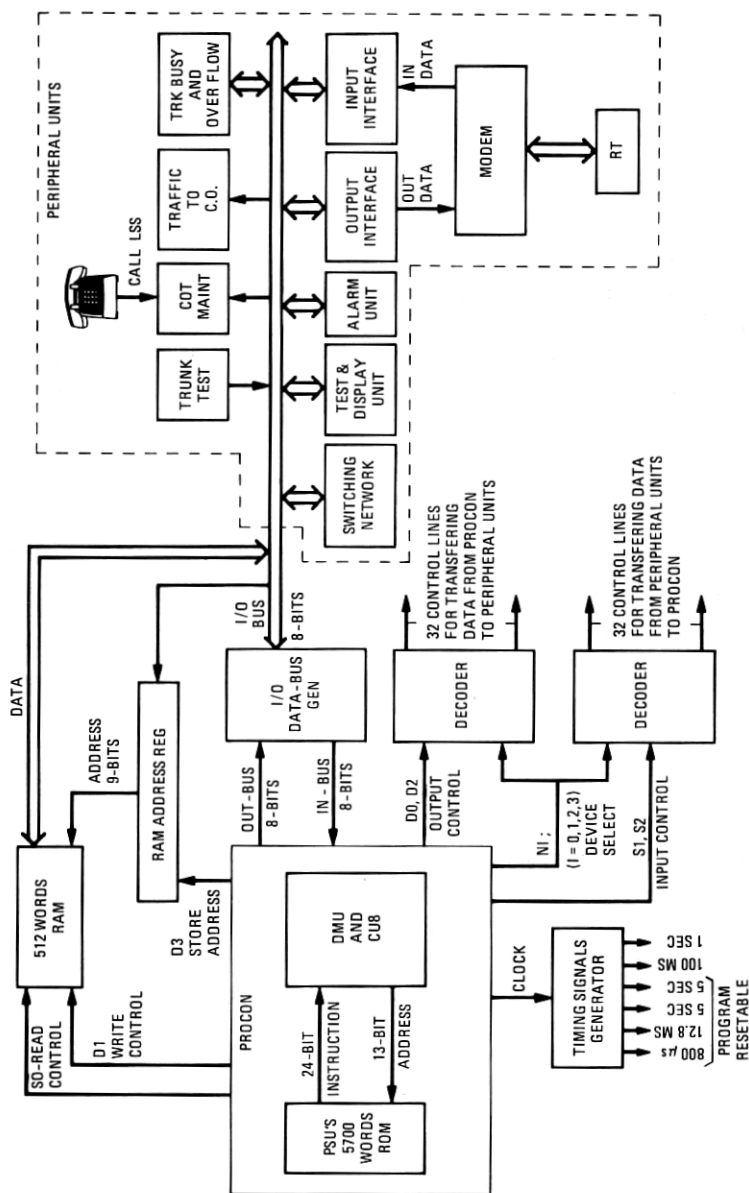 PERIPHERAL UNITS
CALL LSS
TRUNK
TEST
COT
MAINT
TRAFFIC
TO
C.O.
TRK BUSY
AND
OVER FLOW
SWITCHING
NETWORK
TEST &
DISPLAY
UNIT
ALARM
UNIT
OUTPUT
INTERFACE
INPUT
INTERFACE
OUT
DATA
IN
DATA
MODEM
RT
DATA
512 WORDS
RAM
ADDRESS
9-BITS
RAM ADDRESS REG
I/O
BUS
8-BITS
SO-READ
CONTROL
D1
WRITE
CONTROL
D3
STORE
ADDRESS
OUT-BUS
8-BITS
IN-BUS
8-BITS
I/O
DATA-BUS
GEN
PROCON
PSU'S
5700
WORDS
ROM
24-BIT
INSTRUCTION
13-BIT
ADDRESS
DMU
AND
CU8
D0, D2
OUTPUT
CONTROL
DECODER
32 CONTROL LINES
FOR TRANSFERING
DATA FROM PROCON
TO PERIPHERAL UNITS
NI ;
(I = 0,1,2,3)
DEVICE
SELECT
S1, S2
INPUT CONTROL
DECODER
32 CONTROL LINES
FOR TRANSFERING DATA
FROM PERIPHERAL UNITS
TO PROCON
CLOCK
TIMING SIGNALS
GENERATOR
800 μs
12.8 MS
5 SEC
5 SEC
100 MS
1 SEC
PROGRAM
RESETABLE